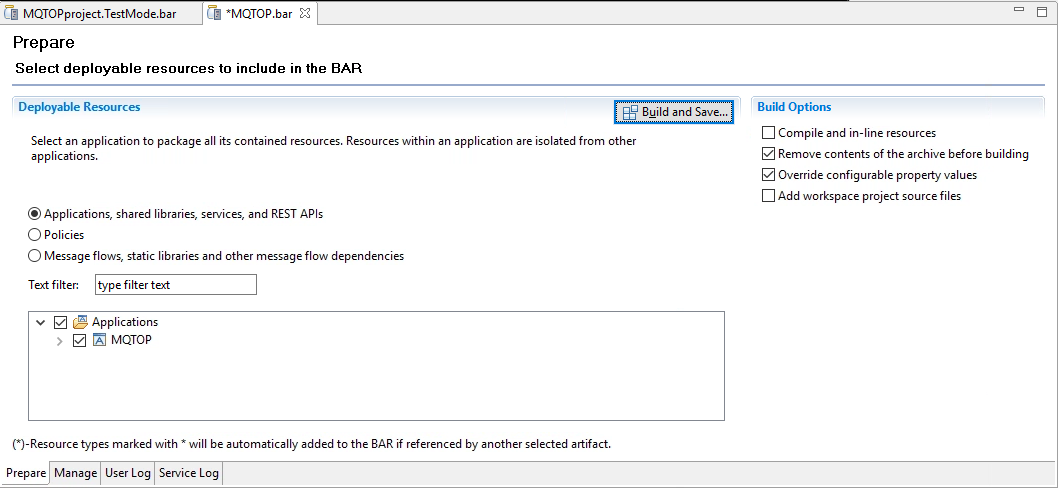 MQTOPproject.TestMode.bar
*MQTOP.bar
Prepare
Select deployable resources to include in the BAR
Deployable Resources
Build and Save...
Select an application to package all its contained resources. Resources within an application are isolated from other
applications.
Applications, shared libraries, services, and REST APIs
Policies
Message flows, static libraries and other message flow dependencies
Text filter:
type filter text
Applications
MQTOP
(*)-Resource types marked with * will be automatically added to the BAR if referenced by another selected artifact.
Build Options
Compile and in-line resources
Remove contents of the archive before building
Override configurable property values
Add workspace project source files
Prepare
Manage
User Log
Service Log